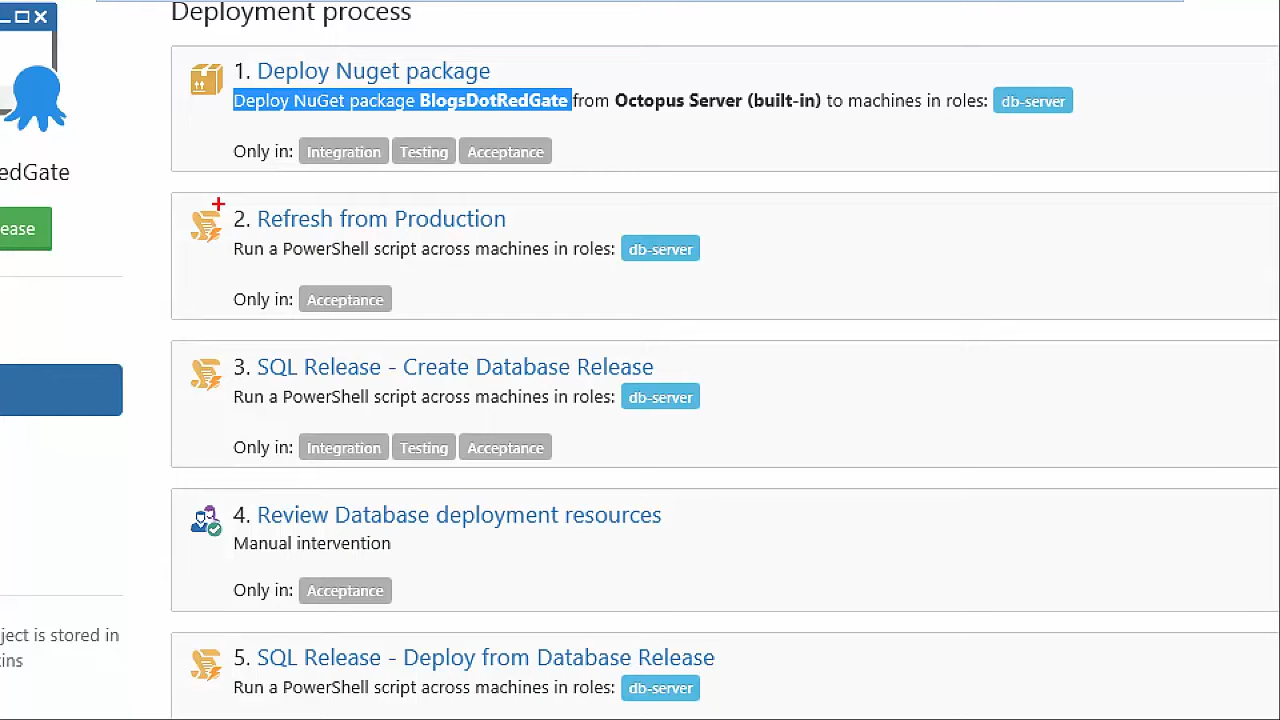 Deployment process
1. Deploy Nuget package
Deploy NuGet package BlogsDotRedGate from Octopus Server (built-in) to machines in roles: db-server
Only in: Integration Testing Acceptance
edGate
2. Refresh from Production
ease
Run a PowerShell script across machines in roles: db-server
Only in: Acceptance
3. SQL Release - Create Database Release
Run a PowerShell script across machines in roles: db-server
Only in: Integration Testing Acceptance
4. Review Database deployment resources
Manual intervention
Only in: Acceptance
ject is stored in
ins
5. SQL Release - Deploy from Database Release
Run a PowerShell script across machines in roles: db-server